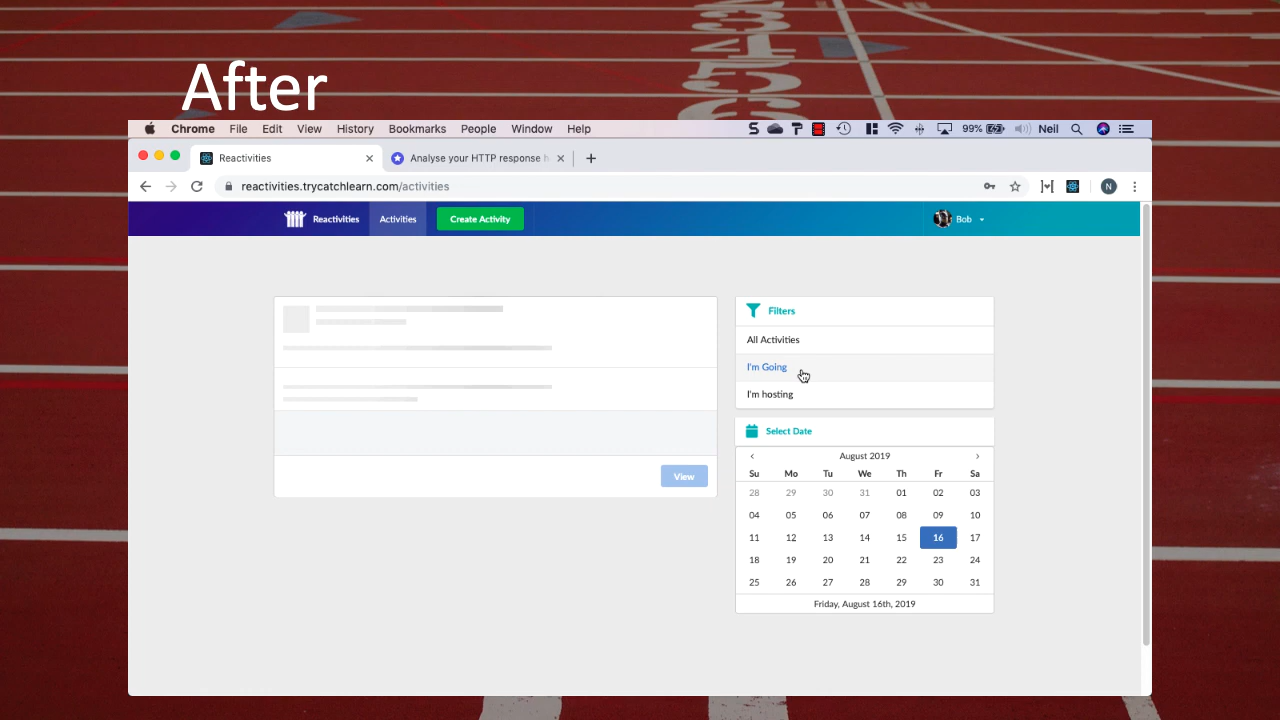 After
Chrome File Edit View History Bookmarks People Window Help 99% Neil
Reactivities Analyse your HTTP response h
reactivities.trycatchlearn.com/activities N
Reactivities Activities Create Activity Bob
Filters
All Activities
I'm Going
I'm hosting
View
Select Date
August 2019
Su Mo Tu We Th Fr Sa
28 29 30 31 01 02 03
04 05 06 07 08 09 10
11 12 13 14 15 16 17
18 19 20 21 22 23 24
25 26 27 28 29 30 31
Friday, August 16th, 2019